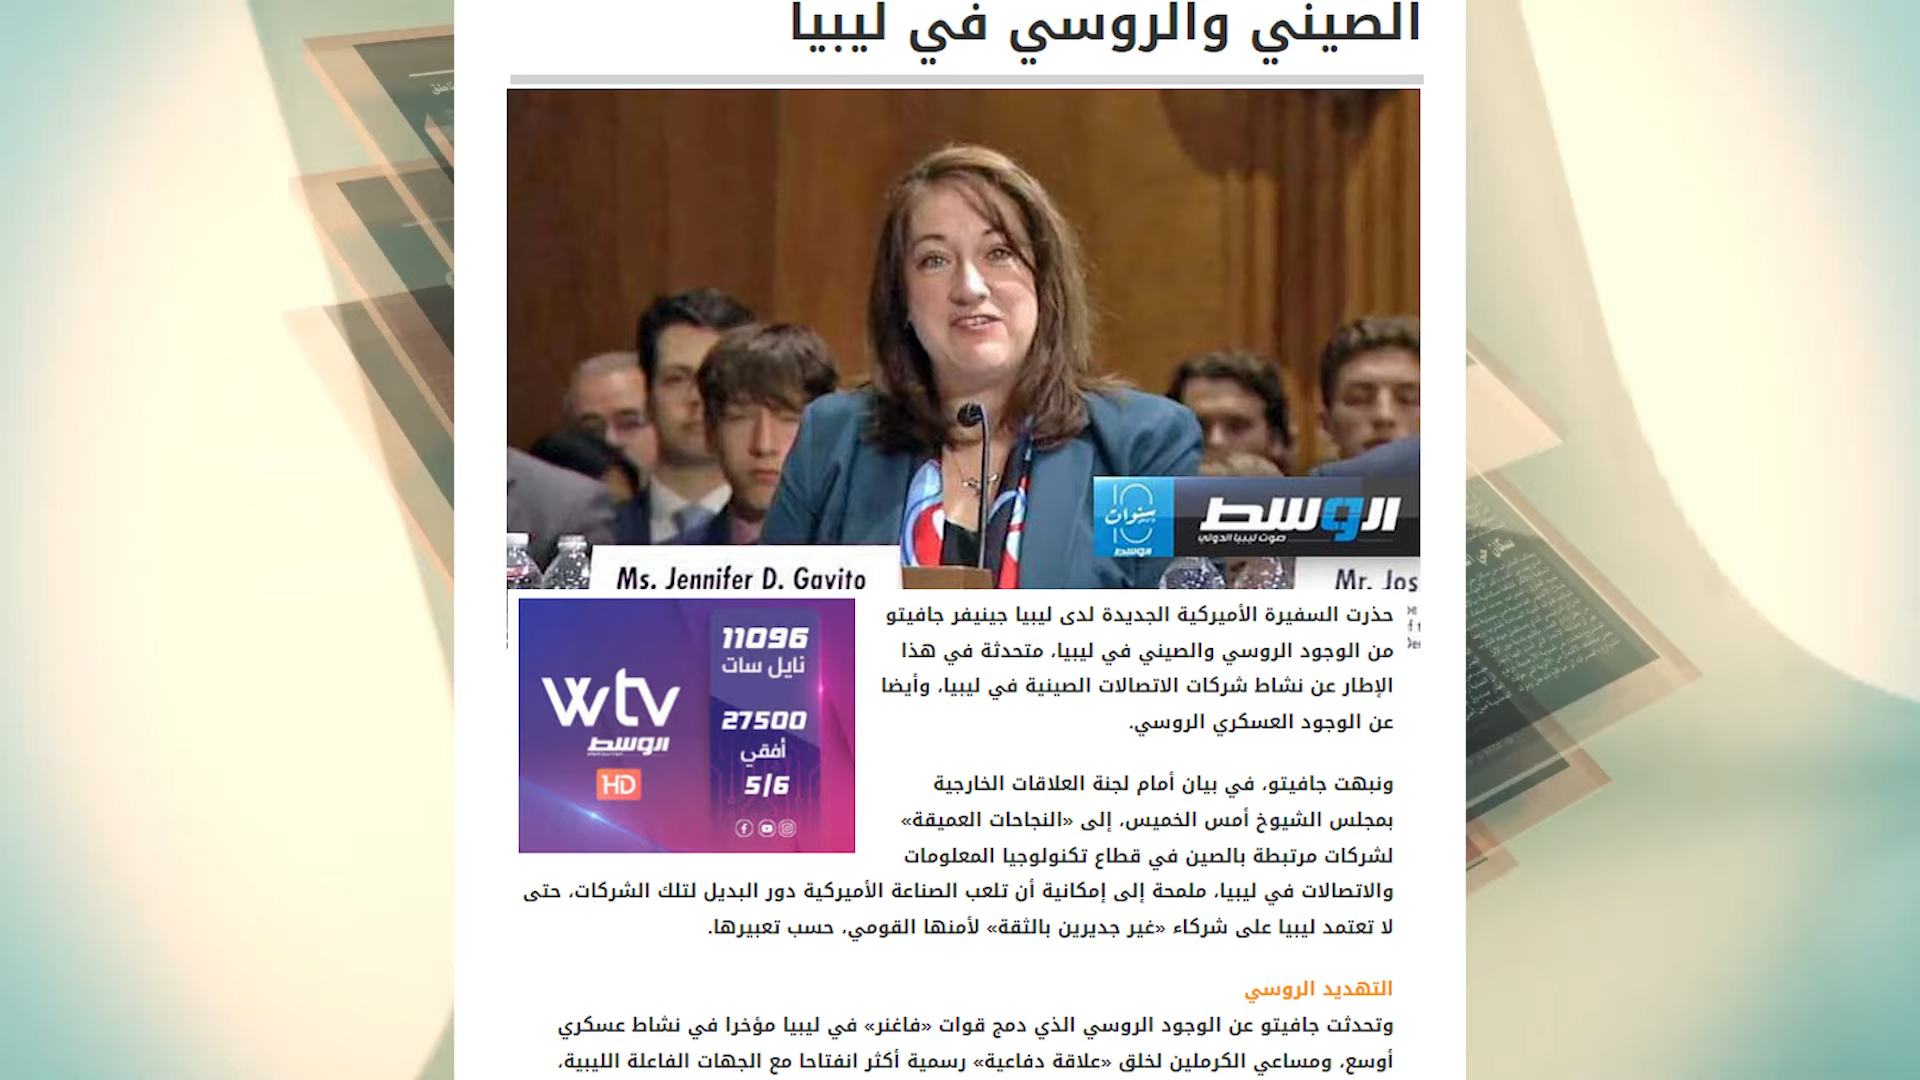 الصيني والروسي في ليبيا
سنوات
الوسط
الوسط
صوت ليبيا الدولي
Ms. Jennifer D. Gavito
Mr. Jos
حذرت السفيرة الأميركية الجديدة لدى ليبيا جينيفر جافيتو
من الوجود الروسي والصيني في ليبيا، متحدثة في هذا
الإطار عن نشاط شركات الاتصالات الصينية في ليبيا، وأيضا
عن الوجود العسكري الروسي.
11096
نايل سات
wtv
الوسط
27500
أفقي
HD
5/6
ونبهت جافيتو، في بيان أمام لجنة العلاقات الخارجية
بمجلس الشيوخ أمس الخميس، إلى «النجاحات العميقة»
لشركات مرتبطة بالصين في قطاع تكنولوجيا المعلومات
والاتصالات في ليبيا، ملمحة إلى إمكانية أن تلعب الصناعة الأميركية دور البديل لتلك الشركات، حتى
لا تعتمد ليبيا على شركاء «غير جديرين بالثقة» لأمنها القومي، حسب تعبيرها.
التهديد الروسي
وتحدثت جافيتو عن الوجود الروسي الذي دمج قوات «فاغنر» في ليبيا مؤخرا في نشاط عسكري
أوسع، ومساعي الكرملين لخلق «علاقة دفاعية» رسمية أكثر انفتاحا مع الجهات الفاعلة الليبية،